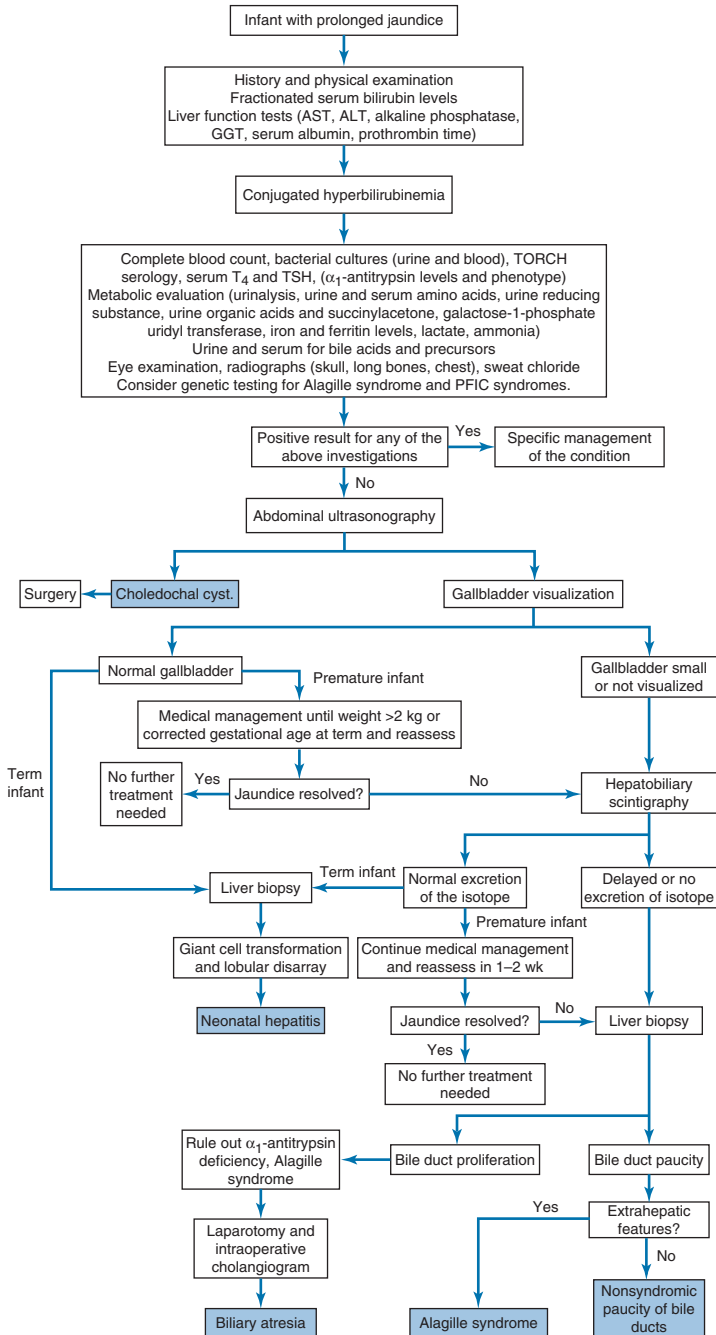 Infant with prolonged jaundice
History and physical examination
Fractionated serum bilirubin levels
Liver function tests (AST, ALT, alkaline phosphatase,
GGT, serum albumin, prothrombin time)
Conjugated hyperbilirubinemia
Complete blood count, bacterial cultures (urine and blood), TORCH
serology, serum T4 and TSH, (α1-antitrypsin levels and phenotype)
Metabolic evaluation (urinalysis, urine and serum amino acids, urine reducing
substance, urine organic acids and succinylacetone, galactose-1-phosphate
uridyl transferase, iron and ferritin levels, lactate, ammonia)
Urine and serum for bile acids and precursors
Eye examination, radiographs (skull, long bones, chest), sweat chloride
Consider genetic testing for Alagille syndrome and PFIC syndromes.
Positive result for any of the
above investigations
Yes
Specific management
of the condition
No
Abdominal ultrasonography
Surgery
Choledochal cyst.
Gallbladder visualization
Normal gallbladder
Premature infant
Gallbladder small
or not visualized
Medical management until weight >2 kg or
corrected gestational age at term and reassess
Term
infant
No further
treatment
needed
Yes
Jaundice resolved?
No
Hepatobiliary
scintigraphy
Liver biopsy
Term infant
Normal excretion
of the isotope
Delayed or no
excretion of isotope
Premature infant
Giant cell transformation
and lobular disarray
Continue medical management
and reassess in 1–2 wk
Neonatal hepatitis
Jaundice resolved?
No
Liver biopsy
Yes
No further treatment
needed
Rule out α1-antitrypsin
deficiency, Alagille
syndrome
Bile duct proliferation
Bile duct paucity
Yes
Extrahepatic
features?
Laparotomy and
intraoperative
cholangiogram
No
Biliary atresia
Alagille syndrome
Nonsyndromic
paucity of bile
ducts